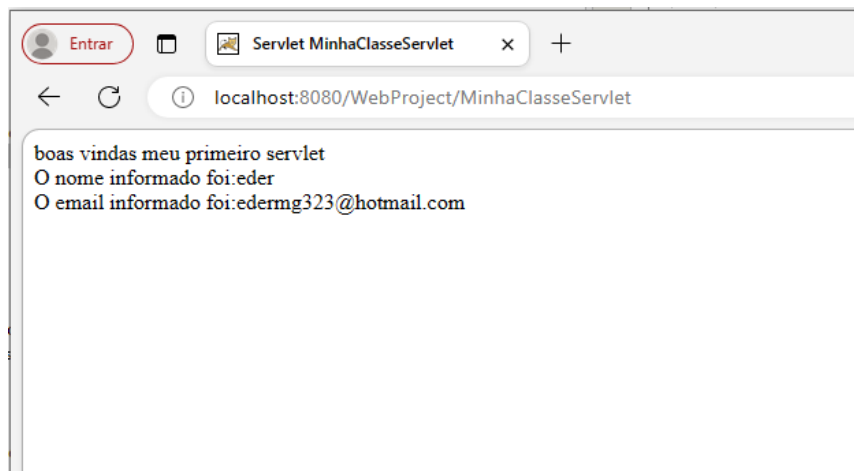 Entrar
Servlet MinhaClasseServlet
localhost:8080/WebProject/MinhaClasseServlet
boas vindas meu primeiro servlet
O nome informado foi:eder
O email informado foi:edermg323@hotmail.com